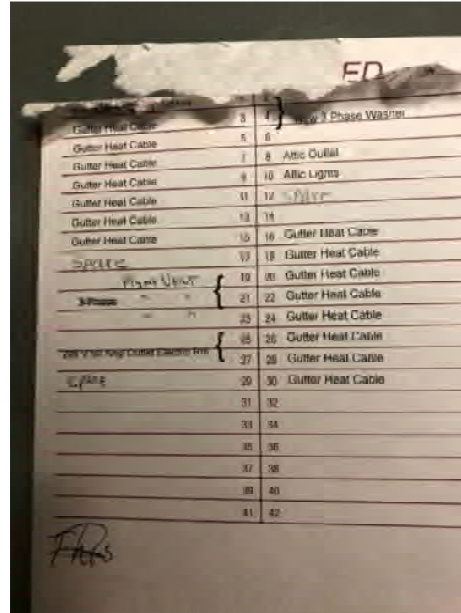 ED
3 4 } New 3 Phase Washer
Gutter Heat Cable 5 6
Gutter Heat Cable 7 8 Attic Outlet
Gutter Heat Cable 9 10 Attic Lights
Gutter Heat Cable 11 12 SPARE
Gutter Heat Cable 13 14
Gutter Heat Cable 15 16 Gutter Heat Cable
Gutter Heat Cable
SPARE 17 18 Gutter Heat Cable
19 20 Gutter Heat Cable
3-Phase " " { 21 22 Gutter Heat Cable
" " 23 24 Gutter Heat Cable
25 26 Gutter Heat Cable
Outlet { 27 28 Gutter Heat Cable
SPARE 29 30 Gutter Heat Cable
31 32
33 34
35 36
37 38
39 40
41 42